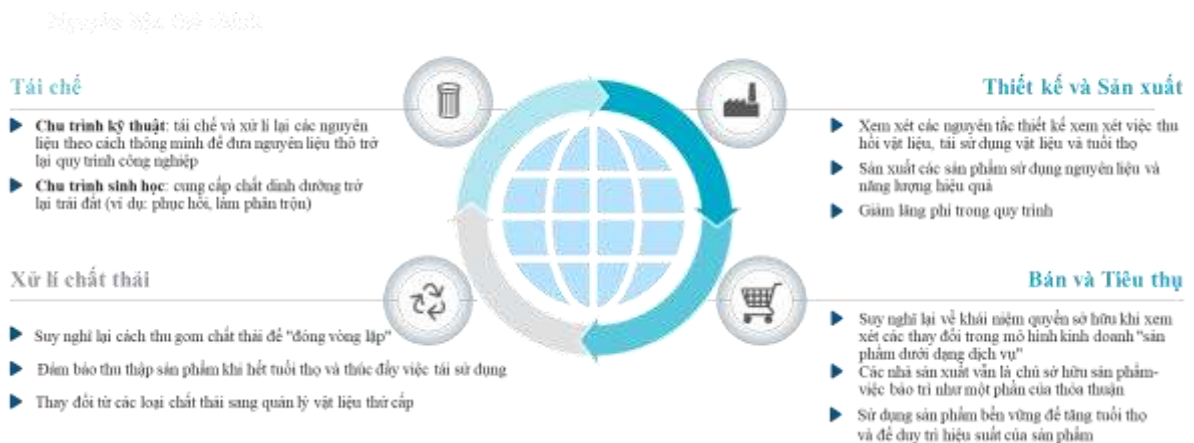 Tái chế
Chu trình kỹ thuật: tái chế và xử lí lại các nguyên
liệu theo cách thông minh để đưa nguyên liệu thô trở
lại quy trình công nghiệp
Chu trình sinh học: cung cấp chất dinh dưỡng trở
lại trái đất (ví dụ: phục hồi, làm phân trộn)
Thiết kế và Sản xuất
Xem xét các nguyên tắc thiết kế xem xét việc thu
hồi vật liệu, tái sử dụng vật liệu và tuổi thọ
Sản xuất các sản phẩm sử dụng nguyên liệu và
năng lượng hiệu quả
Giảm lãng phí trong quy trình
Xử lí chất thải
Suy nghĩ lại cách thu gom chất thải để "đóng vòng lặp"
Đảm bảo thu thập sản phẩm khi hết tuổi thọ và thúc đẩy việc tái sử dụng
Thay đổi từ các loại chất thải sang quản lý vật liệu thứ cấp
Bán và Tiêu thụ
Suy nghĩ lại về khái niệm quyền sở hữu khi xem
xét các thay đổi trong mô hình kinh doanh "sản
phẩm dưới dạng dịch vụ"
Các nhà sản xuất vẫn là chủ sở hữu sản phẩm-
việc bảo trì như một phần của thỏa thuận
Sử dụng sản phẩm bền vững để tăng tuổi thọ
và để duy trì hiệu suất của sản phẩm